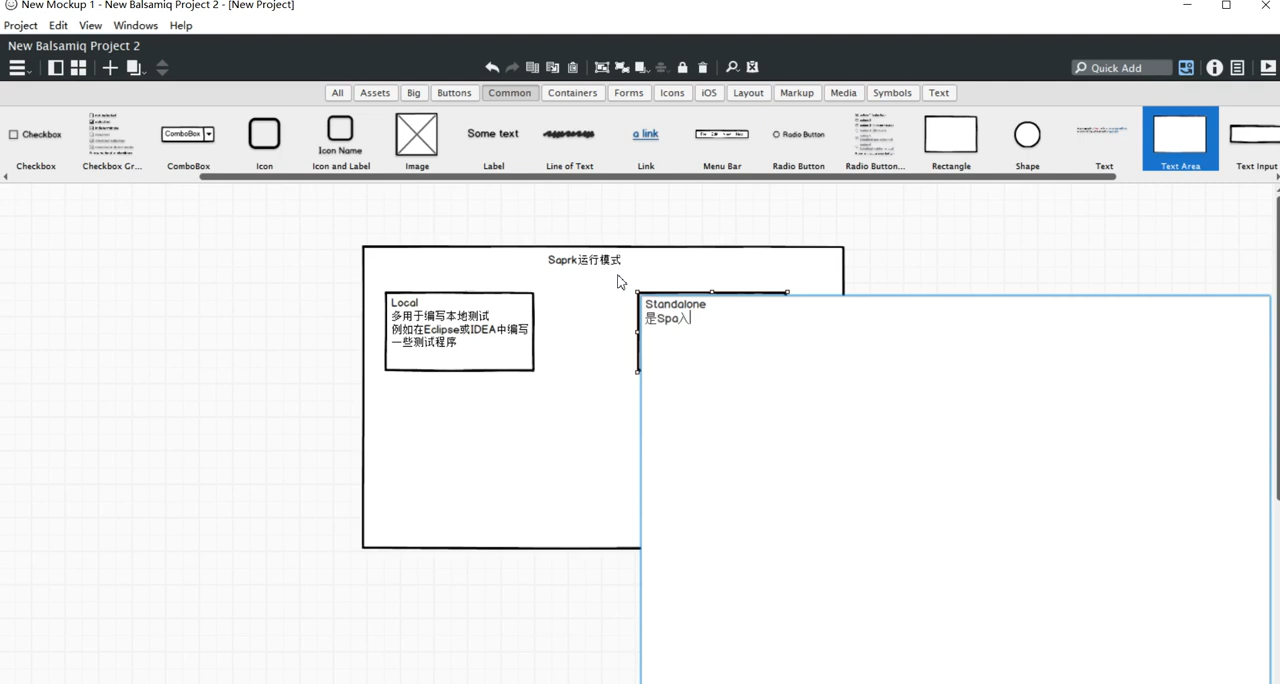 New Mockup 1 - New Balsamiq Project 2 - [New Project]
Project Edit View Windows Help
New Balsamiq Project 2
Quick Add
All Assets Big Buttons Common Containers Forms Icons iOS Layout Markup Media Symbols Text
Checkbox
ComboBox
Icon Name
Some text
a link
Radio Button
Checkbox Checkbox Gr... ComboBox Icon Icon and Label Image Label Line of Text Link Menu Bar Radio Button Radio Button... Rectangle Shape Text Text Area Text Input
Saprk运行模式
Local
多用于编写本地测试
例如在Eclipse或IDEA中编写
一些测试程序
Standalone
是Spa入